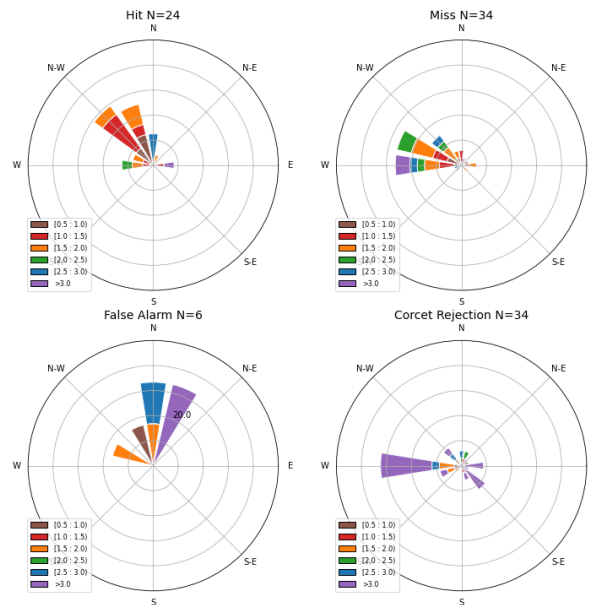 Hit N=24
N
N-W
N-E
W
E
S-E
S
[0.5 : 1.0)
[1.0 : 1.5)
[1.5 : 2.0)
[2.0 : 2.5)
[2.5 : 3.0)
>3.0
Miss N=34
N
N-W
N-E
W
S-E
S
[0.5 : 1.0)
[1.0 : 1.5)
[1.5 : 2.0)
[2.0 : 2.5)
[2.5 : 3.0)
>3.0
False Alarm N=6
N
N-W
N-E
20.0
W
E
S-E
S
[0.5 : 1.0)
[1.0 : 1.5)
[1.5 : 2.0)
[2.0 : 2.5)
[2.5 : 3.0)
>3.0
Corcet Rejection N=34
N
N-W
N-E
W
S-E
S
[0.5 : 1.0)
[1.0 : 1.5)
[1.5 : 2.0)
[2.0 : 2.5)
[2.5 : 3.0)
>3.0